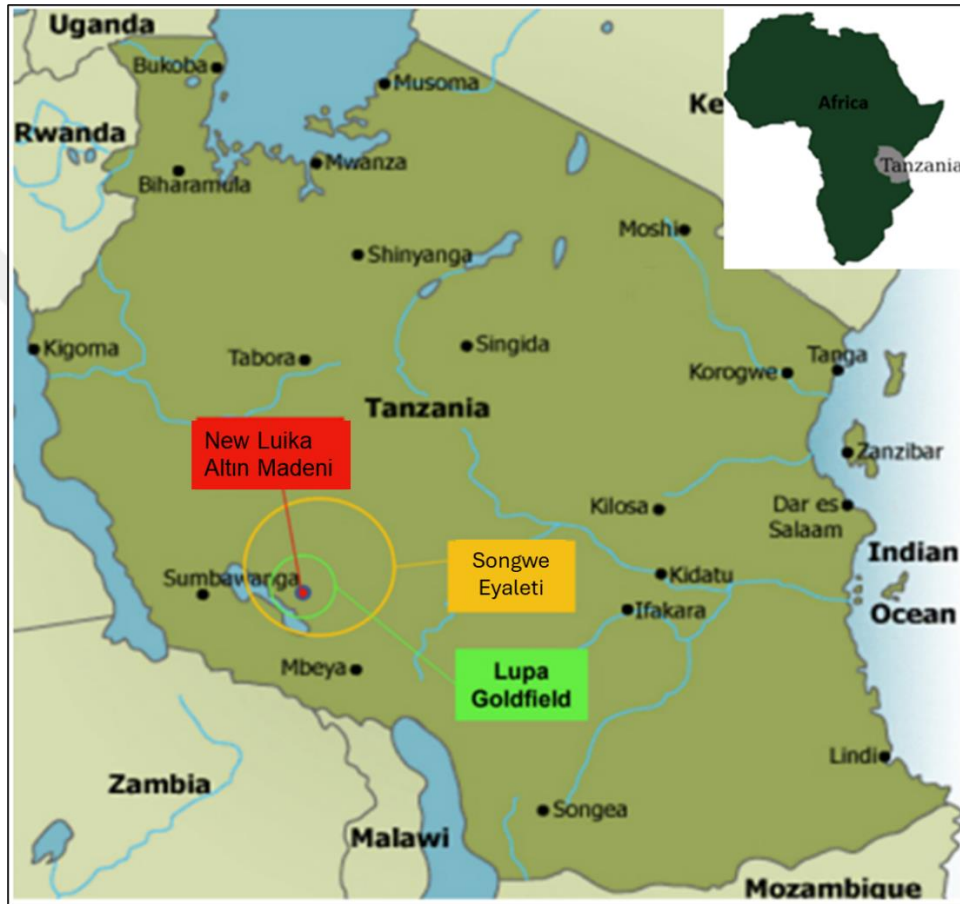 Uganda
Bukoba
Musoma
Ke
Africa
Tanzania
Rwanda
Mwanza
Biharamula
Moshi
Shinyanga
Kigoma
Tabora
Singida
Tanga
Korogwe
Tanzania
New Luika
Altın Madeni
Zanzibar
Kilosa
Dar es
Salaam
Indian
Ocean
Songwe
Eyaleti
Sumbawanga
Kidatu
Ifakara
Mbeya
Lupa
Goldfield
Lindi
Zambia
Songea
Malawi
Mozambique